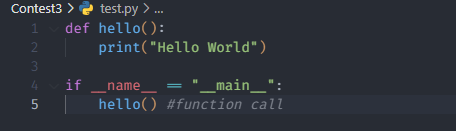 Contest3 > test.py > ...
1 def hello():
2     print("Hello World")
3
4 if __name__ == "__main__":
5     hello() #function call